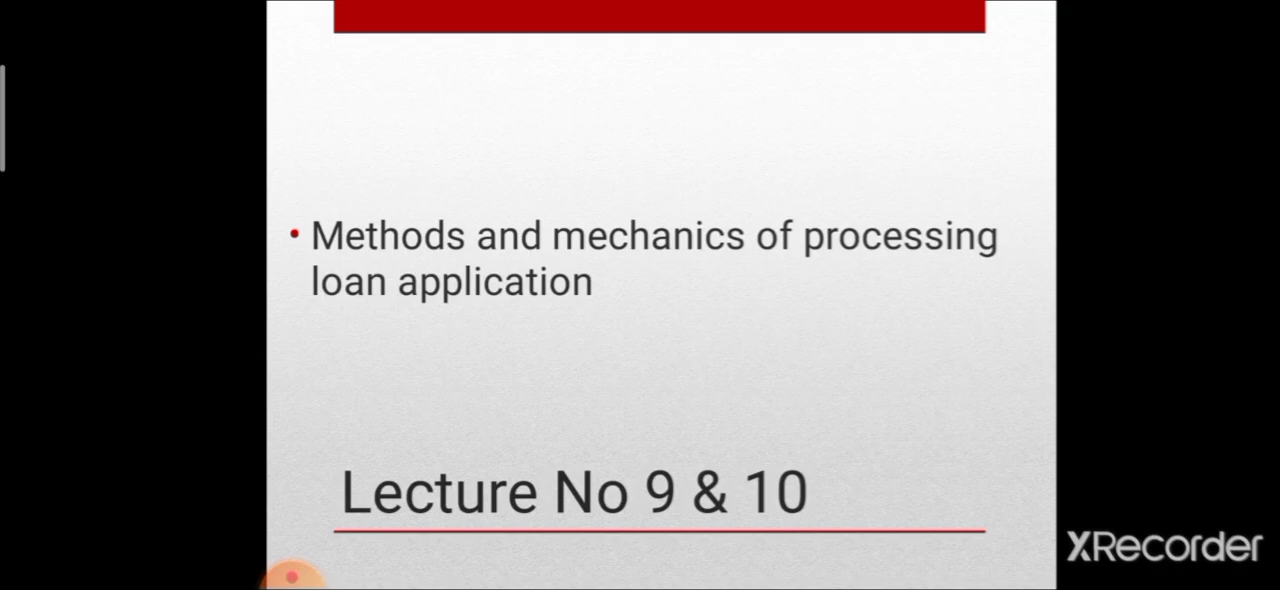 • Methods and mechanics of processing
loan application
Lecture No 9 & 10
XRecorder